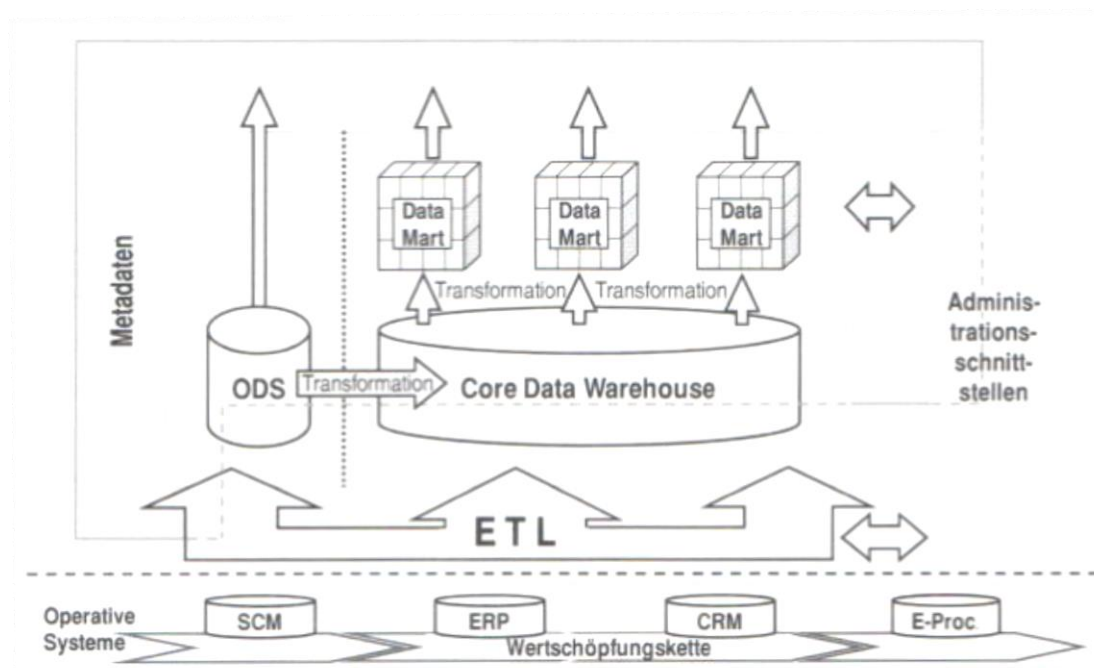 Metadaten
Data
Mart
Data
Mart
Data
Mart
Transformation
Transformation
Adminis-
trations-
schnitt-
stellen
ODS
Transformation
Core Data Warehouse
ETL
Operative
Systeme
SCM
ERP
CRM
E-Proc.
Wertschöpfungskette